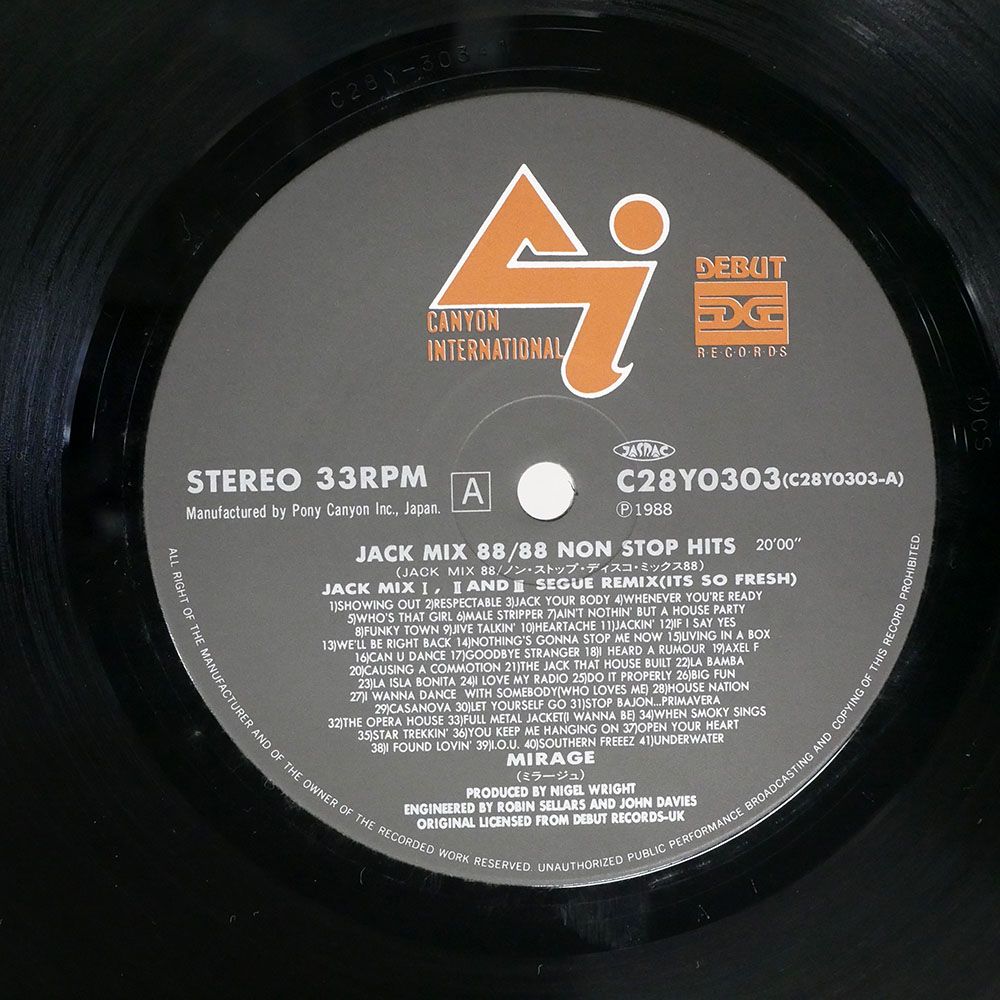 C28Y-303-1
CANYON
INTERNATIONAL
DEBUT
EDGE
RECORDS
JASRAC
STEREO 33RPM
A
C28Y0303(C28Y0303-A)
Manufactured by Pony Canyon Inc., Japan.
Ⓟ1988
JACK MIX 88/88 NON STOP HITS 20'00"
(JACK MIX 88/ノン・ストップ・ディスコ・ミックス88)
JACK MIX Ⅰ, Ⅱ AND Ⅲ SEGUE REMIX(ITS SO FRESH)
1)SHOWING OUT 2)RESPECTABLE 3)JACK YOUR BODY 4)WHENEVER YOU'RE READY
5)WHO'S THAT GIRL 6)MALE STRIPPER 7)AIN'T NOTHIN' BUT A HOUSE PARTY
8)FUNKY TOWN 9)JIVE TALKIN' 10)HEARTACHE 11)JACKIN' 12)IF I SAY YES
13)WE'LL BE RIGHT BACK 14)NOTHING'S GONNA STOP ME NOW 15)LIVING IN A BOX
16)CAN U DANCE 17)GOODBYE STRANGER 18)I HEARD A RUMOUR 19)AXEL F
20)CAUSING A COMMOTION 21)THE JACK THAT HOUSE BUILT 22)LA BAMBA
23)LA ISLA BONITA 24)I LOVE MY RADIO 25)DO IT PROPERLY 26)BIG FUN
27)I WANNA DANCE WITH SOMEBODY(WHO LOVES ME) 28)HOUSE NATION
29)CASANOVA 30)LET YOURSELF GO 31)STOP BAJON...PRIMAVERA
32)THE OPERA HOUSE 33)FULL METAL JACKET(I WANNA BE) 34)WHEN SMOKY SINGS
35)STAR TREKKIN' 36)YOU KEEP ME HANGING ON 37)OPEN YOUR HEART
38)I FOUND LOVIN' 39)I.O.U. 40)SOUTHERN FREEEZ 41)UNDERWATER
MIRAGE
(ミラージュ)
PRODUCED BY NIGEL WRIGHT
ENGINEERED BY ROBIN SELLARS AND JOHN DAVIES
ORIGINAL LICENSED FROM DEBUT RECORDS-UK
ALL RIGHT OF THE MANUFACTURER AND OF THE OWNER OF THE RECORDED WORK RESERVED. UNAUTHORIZED PUBLIC PERFORMANCE BROADCASTING AND COPYING OF THIS RECORD PROHIBITED.